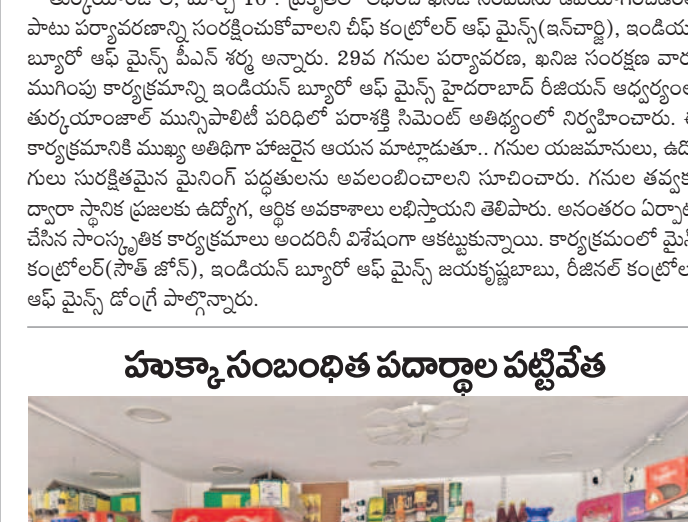 పాటు పర్యావరణాన్ని సంరక్షించుకోవాలని చీఫ్ కంట్రోలర్ ఆఫ్ మైన్స్(ఇన్‌చార్జి), ఇండియ
బ్యూరో ఆఫ్ మైన్స్ పీఎన్ శర్మ అన్నారు. 29వ గనుల పర్యావరణ, ఖనిజ సంరక్షణ వార
ముగింపు కార్యక్రమాన్ని ఇండియన్ బ్యూరో ఆఫ్ మైన్స్ హైదరాబాద్ రీజియన్ ఆధ్వర్యంల
తుర్కయాంజాల్ మున్సిపాలిటీ పరిధిలో పరాశక్తి సిమెంట్ అతిథ్యంలో నిర్వహించారు. ఈ
కార్యక్రమానికి ముఖ్య అతిథిగా హాజరైన ఆయన మాట్లాడుతూ.. గనుల యజమానులు, ఉద్యో
గులు సురక్షితమైన మైనింగ్ పద్ధతులను అవలంబించాలని సూచించారు. గనుల తవ్వక
ద్వారా స్థానిక ప్రజలకు ఉద్యోగ, ఆర్థిక అవకాశాలు లభిస్తాయని తెలిపారు. అనంతరం ఏర్పాట
చేసిన సాంస్కృతిక కార్యక్రమాలు అందరినీ విశేషంగా ఆకట్టుకున్నాయి. కార్యక్రమంలో మైన్
కంట్రోలర్(సౌత్ జోన్), ఇండియన్ బ్యూరో ఆఫ్ మైన్స్ జయకృష్ణబాబు, రీజినల్ కంట్రోల
ఆఫ్ మైన్స్ డోంగ్రే పాల్గొన్నారు.
హుక్కా సంబంధిత పదార్థాల పట్టివేత